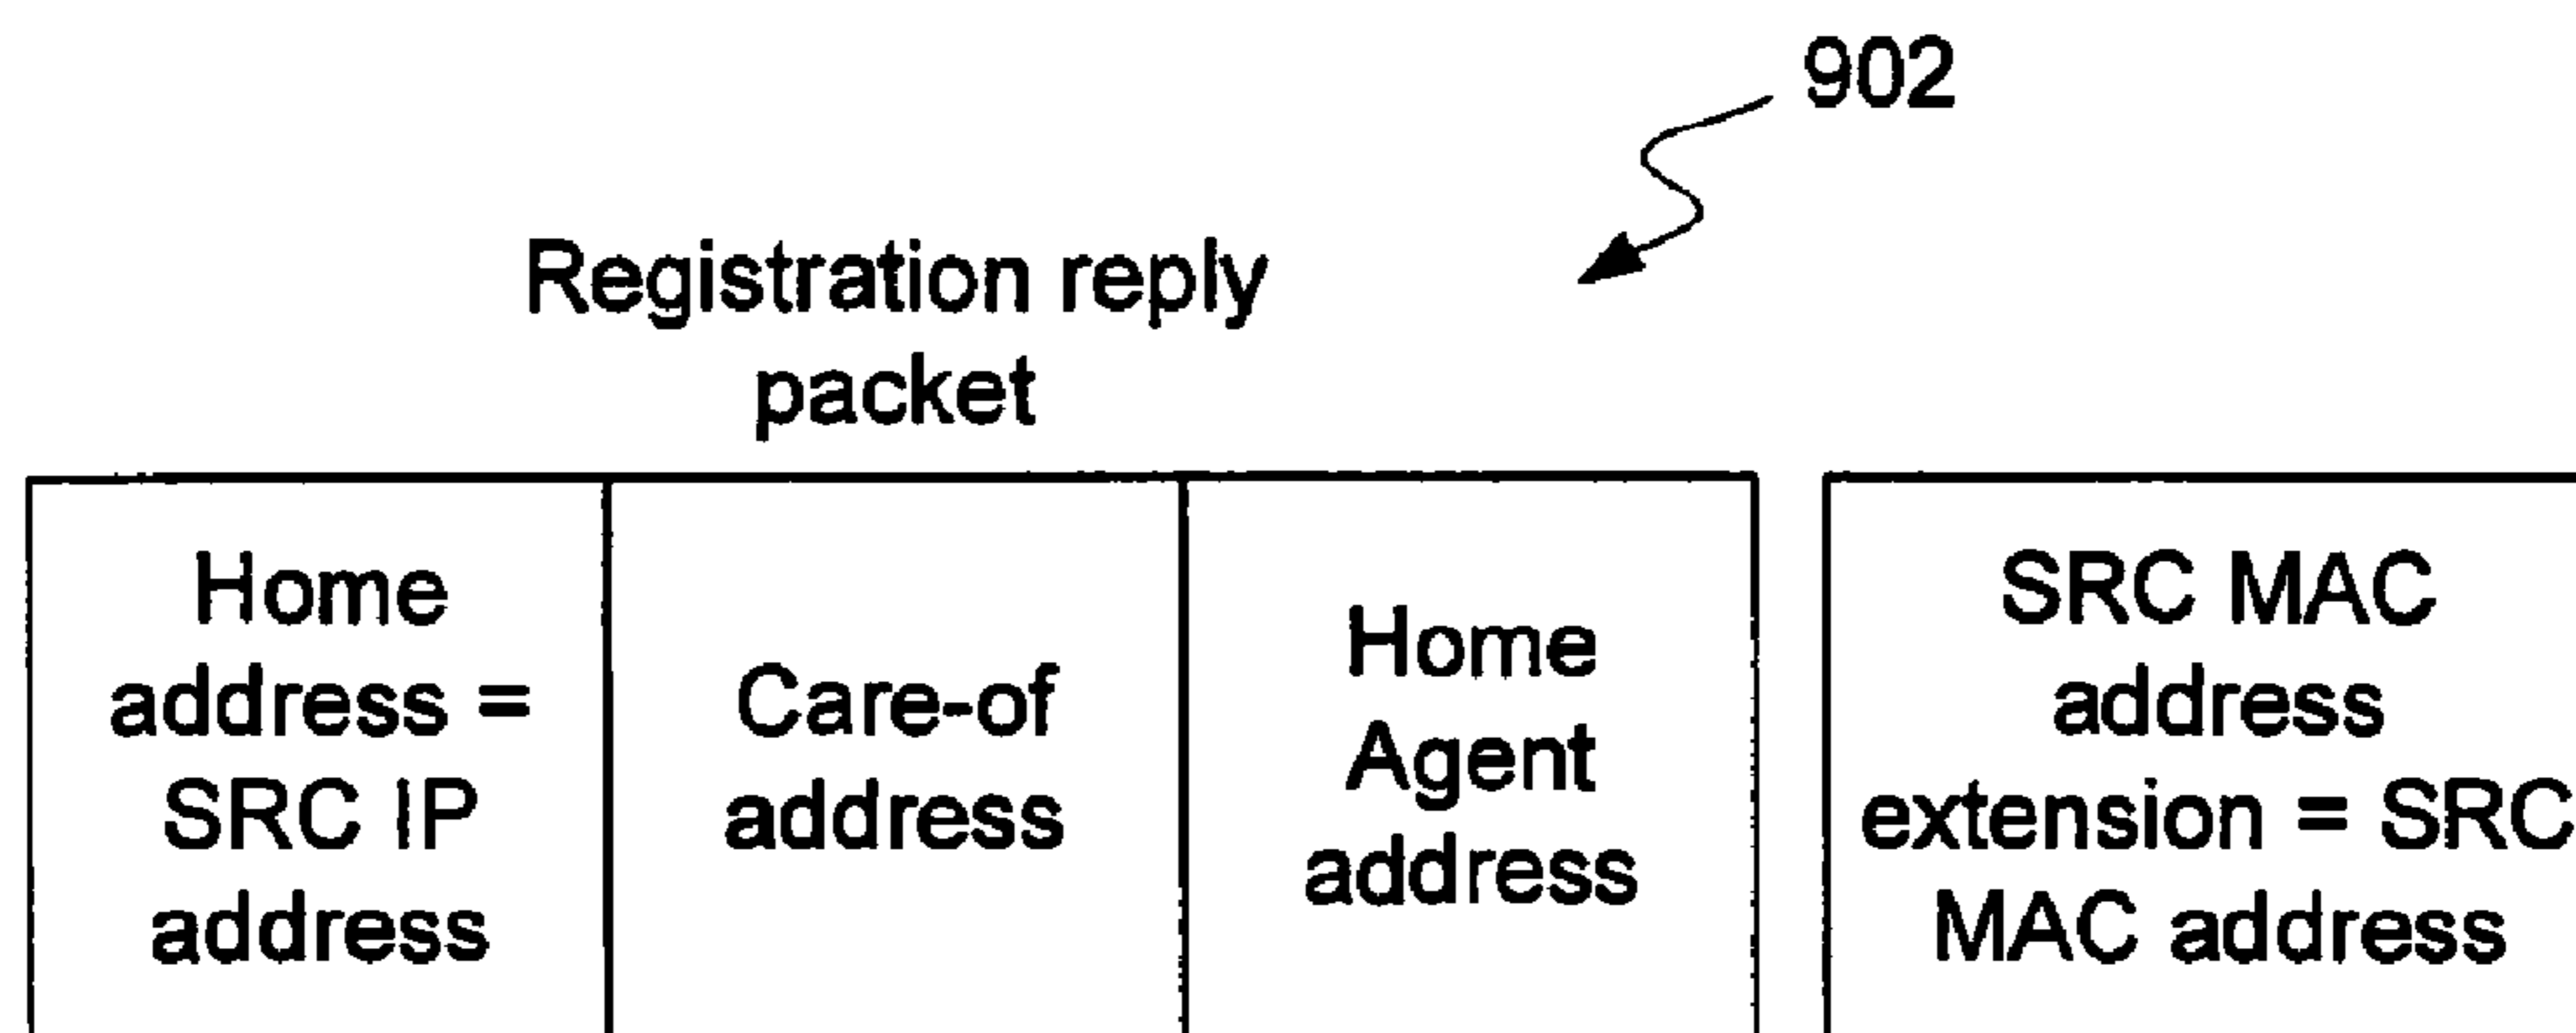 902
Registration reply
packet
Home
address =
SRC IP
address
Care-of
address
Home
Agent
address
SRC MAC
address
extension = SRC
MAC address